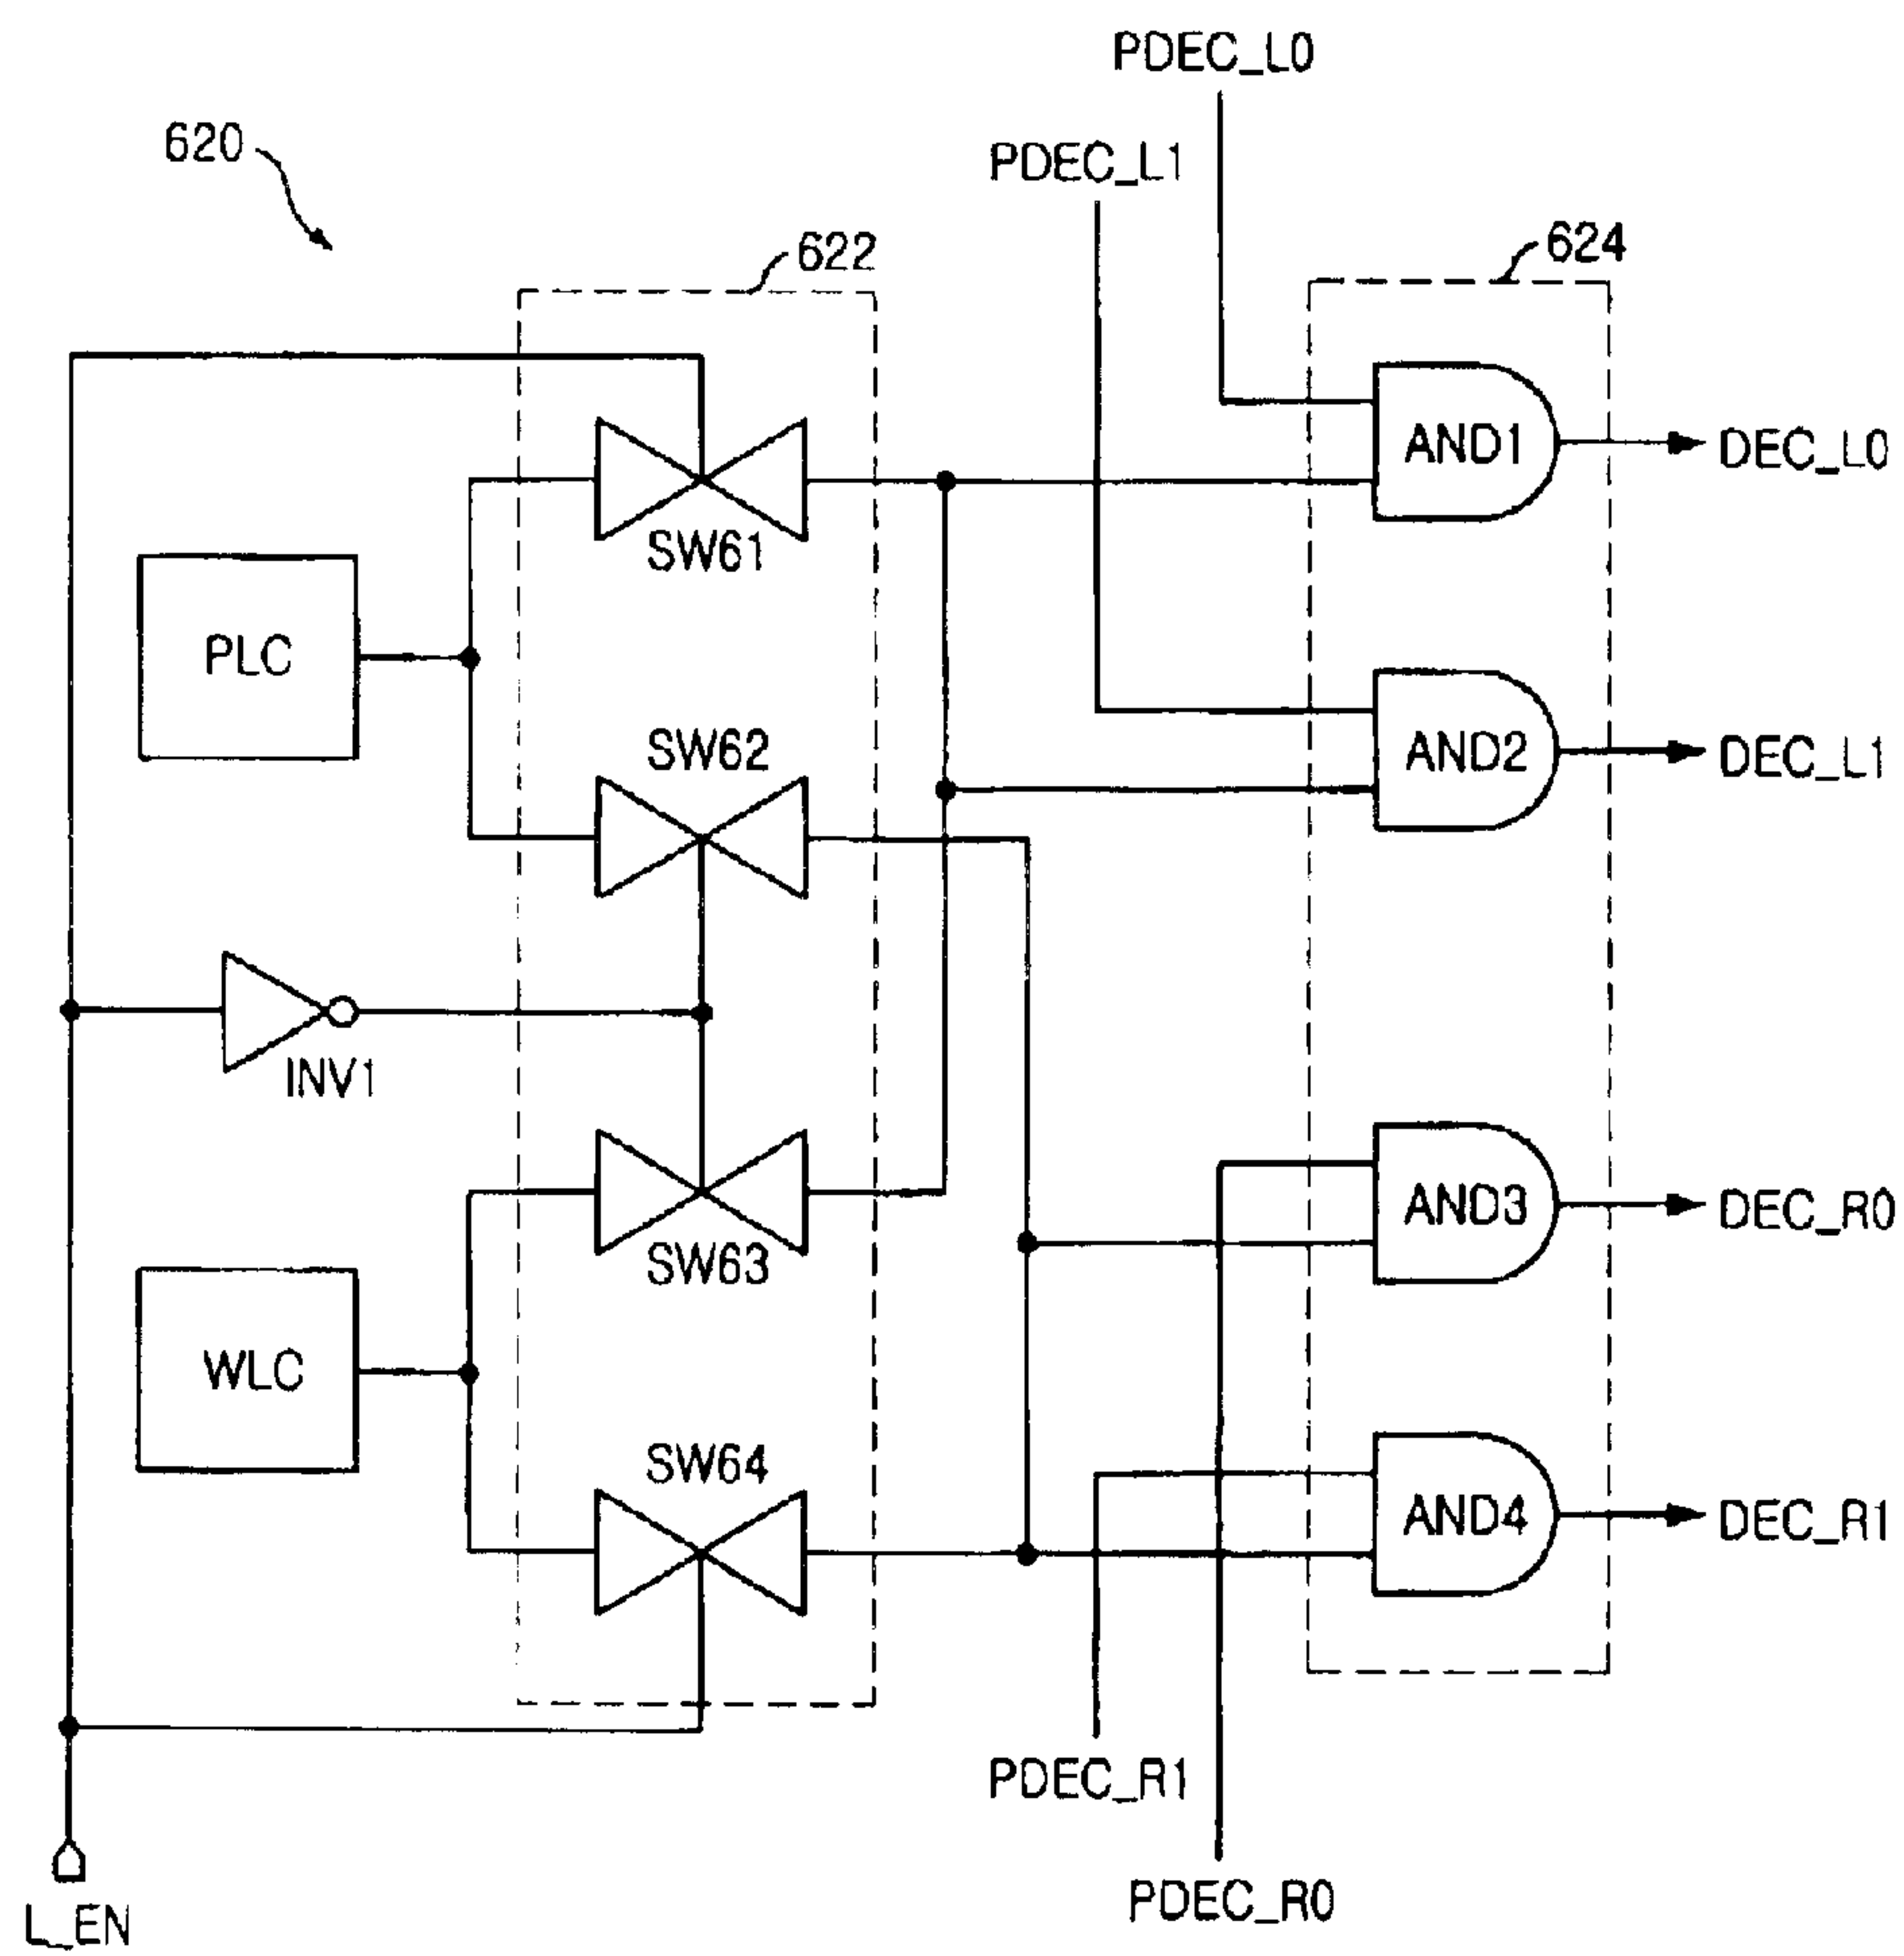 PDEC_L0
620
PDEC_L1
622
624
AND1
DEC_L0
SW61
PLC
SW62
AND2
DEC_L1
INV1
AND3
DEC_R0
SW63
WLC
SW64
AND4
DEC_R1
PDEC_R1
PDEC_R0
L_EN